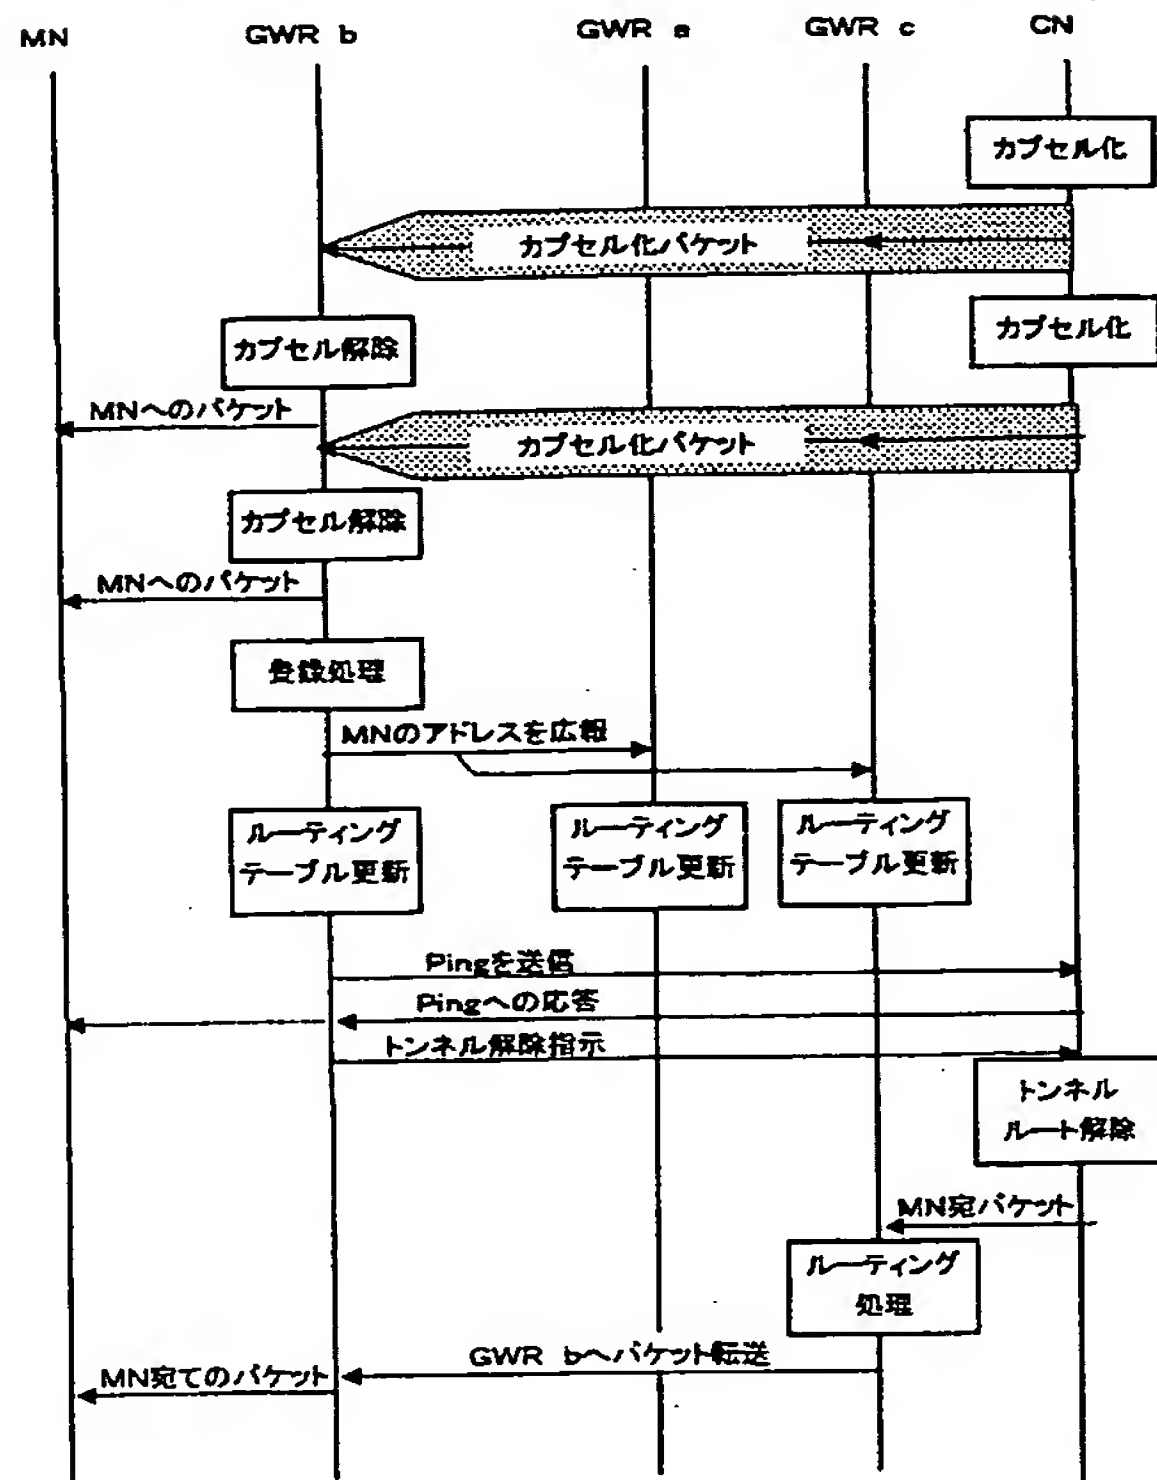 MN
GWR b
GWR a
GWR c
CN
カプセル化
カプセル化パケット
カプセル化
カプセル解除
MNへのパケット
カプセル化パケット
カプセル解除
MNへのパケット
登録処理
MNのアドレスを広報
ルーティング
テーブル更新
ルーティング
テーブル更新
ルーティング
テーブル更新
Pingを送信
Pingへの応答
トンネル解除指示
トンネル
ルート解除
MN宛パケット
ルーティング
処理
GWR bへパケット転送
MN宛てのパケット